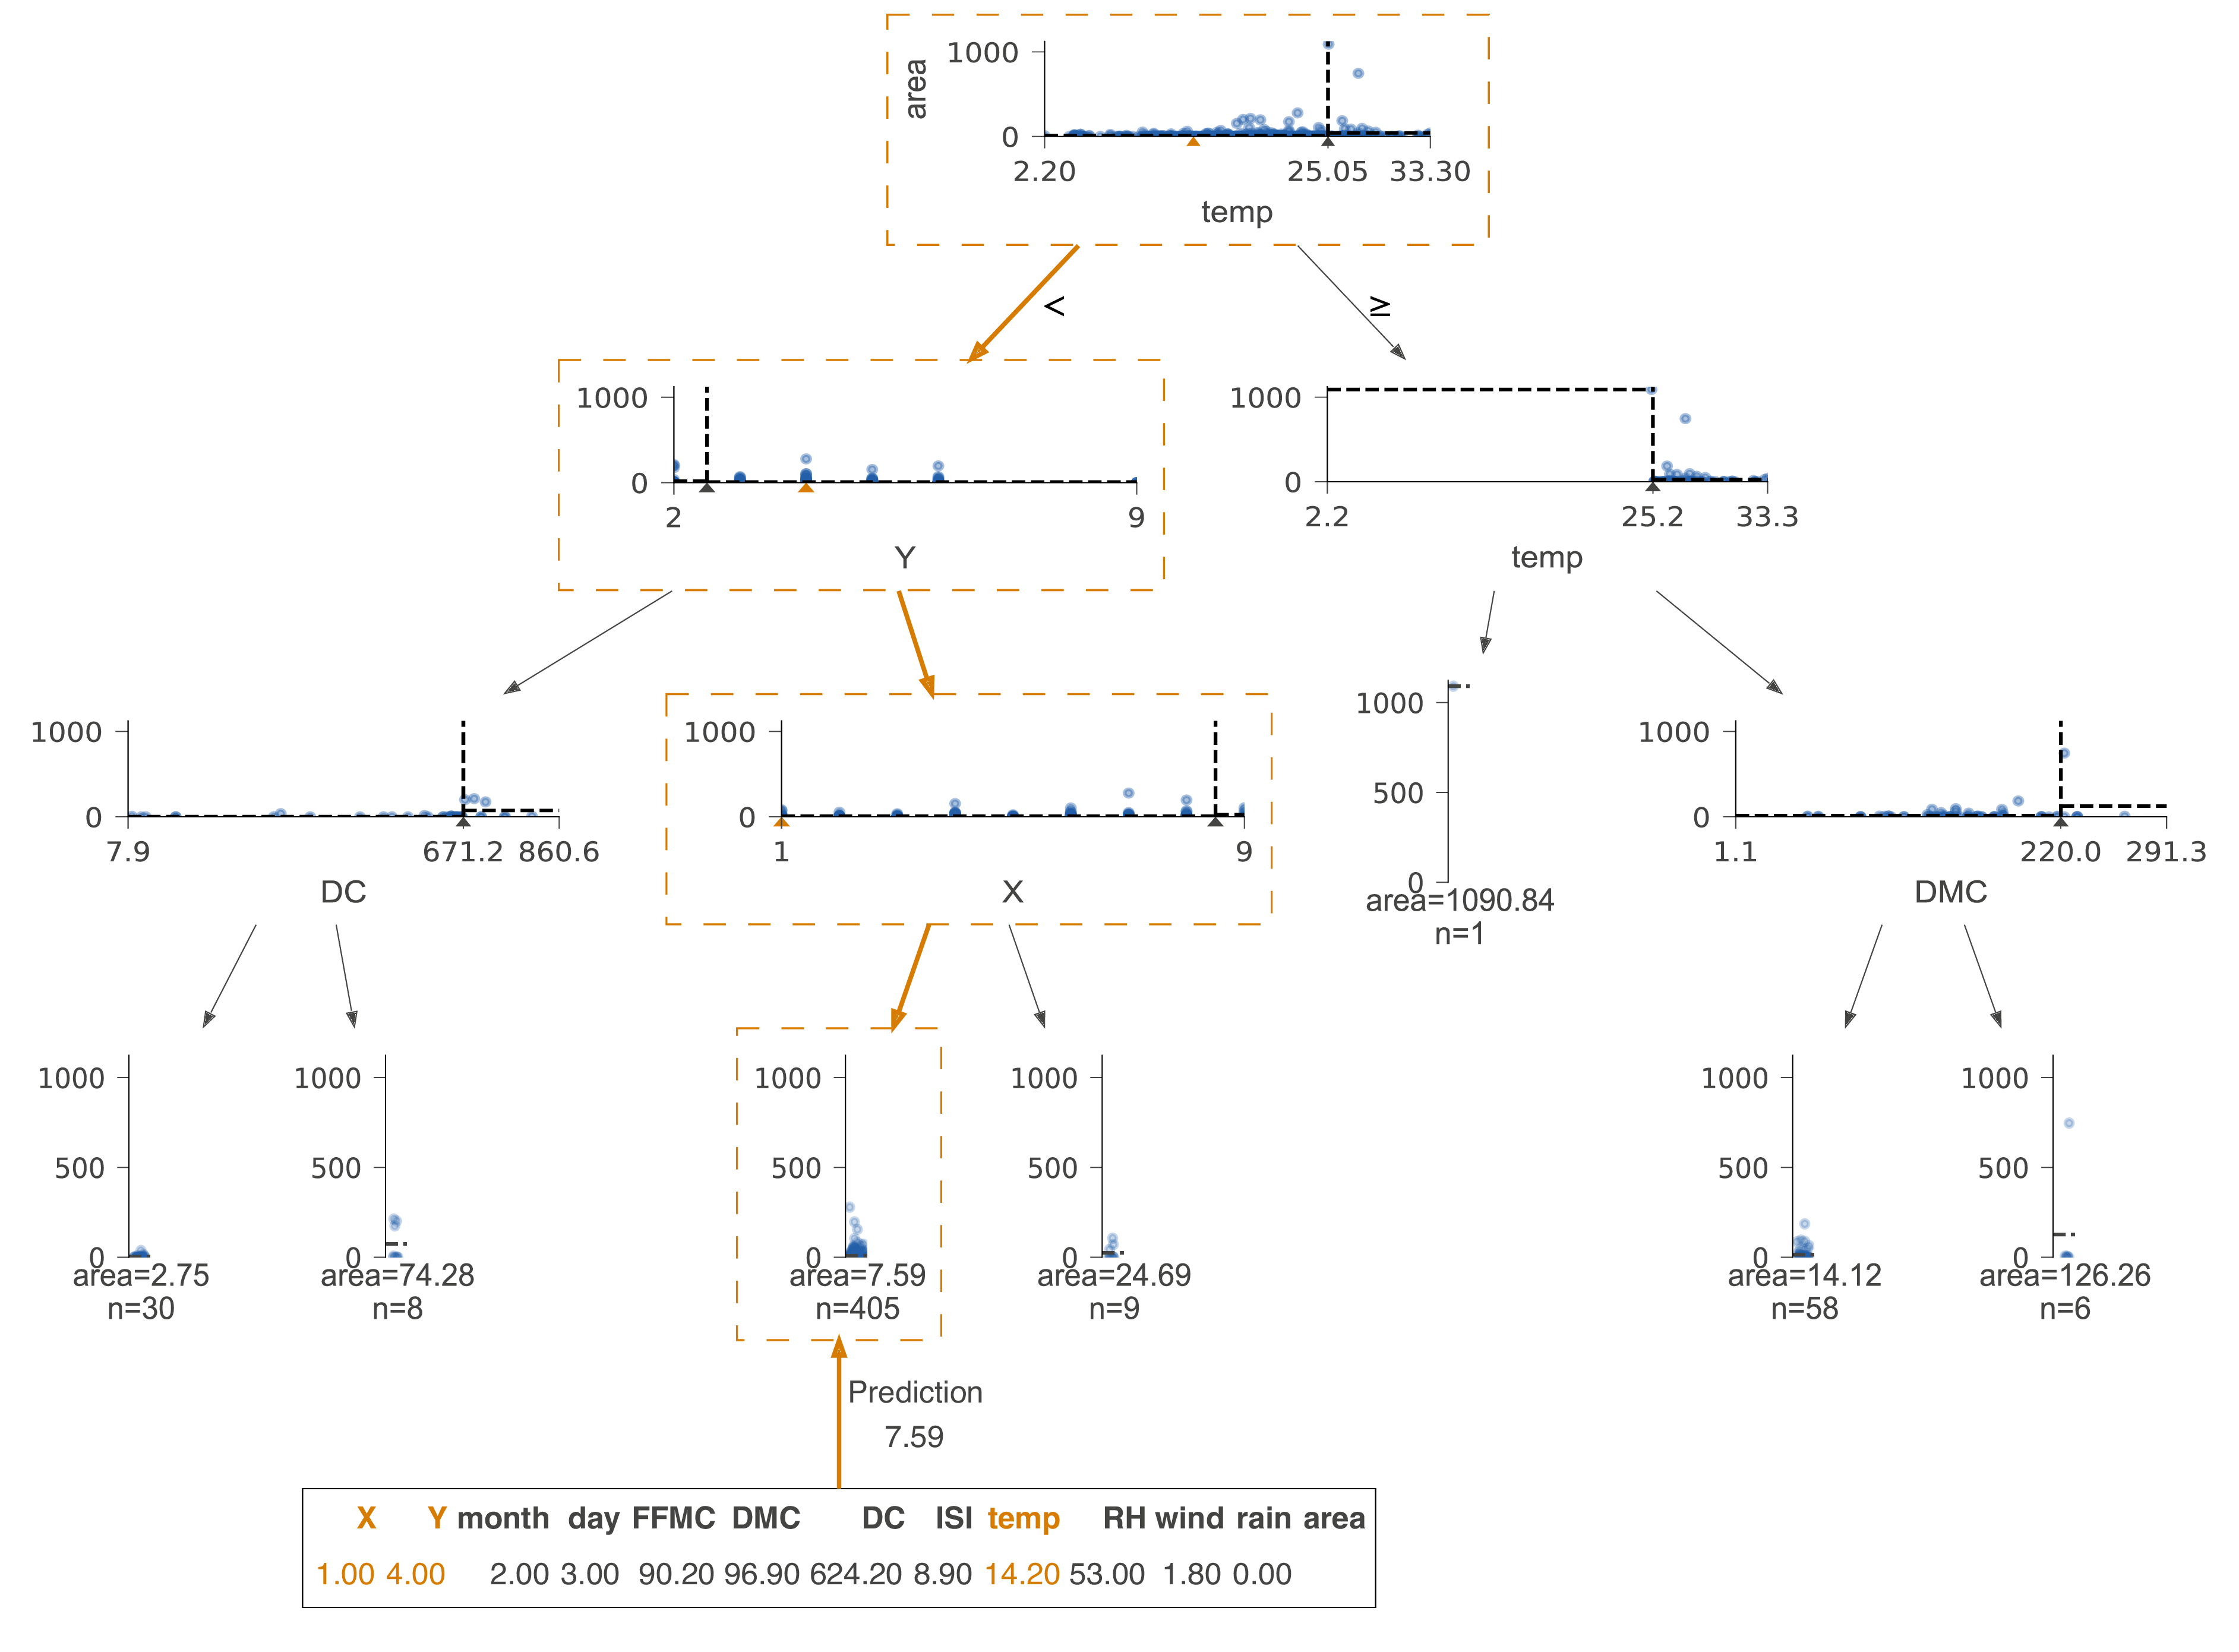 area
1000
0
2.20 25.05 33.30
temp
< ≥
1000
0
2 9
Y
1000
0
2.2 25.2 33.3
temp
1000
0
7.9 671.2 860.6
DC
1000
0
1 9
X
1000
500
0
area=1090.84
n=1
1000
0
1.1 220.0 291.3
DMC
1000
500
0
area=2.75
n=30
1000
500
0
area=74.28
n=8
1000
500
0
area=7.59
n=405
1000
500
0
area=24.69
n=9
1000
500
0
area=14.12
n=58
1000
500
0
area=126.26
n=6
Prediction
7.59
X Y month day FFMC DMC DC ISI temp RH wind rain area
1.00 4.00 2.00 3.00 90.20 96.90 624.20 8.90 14.20 53.00 1.80 0.00